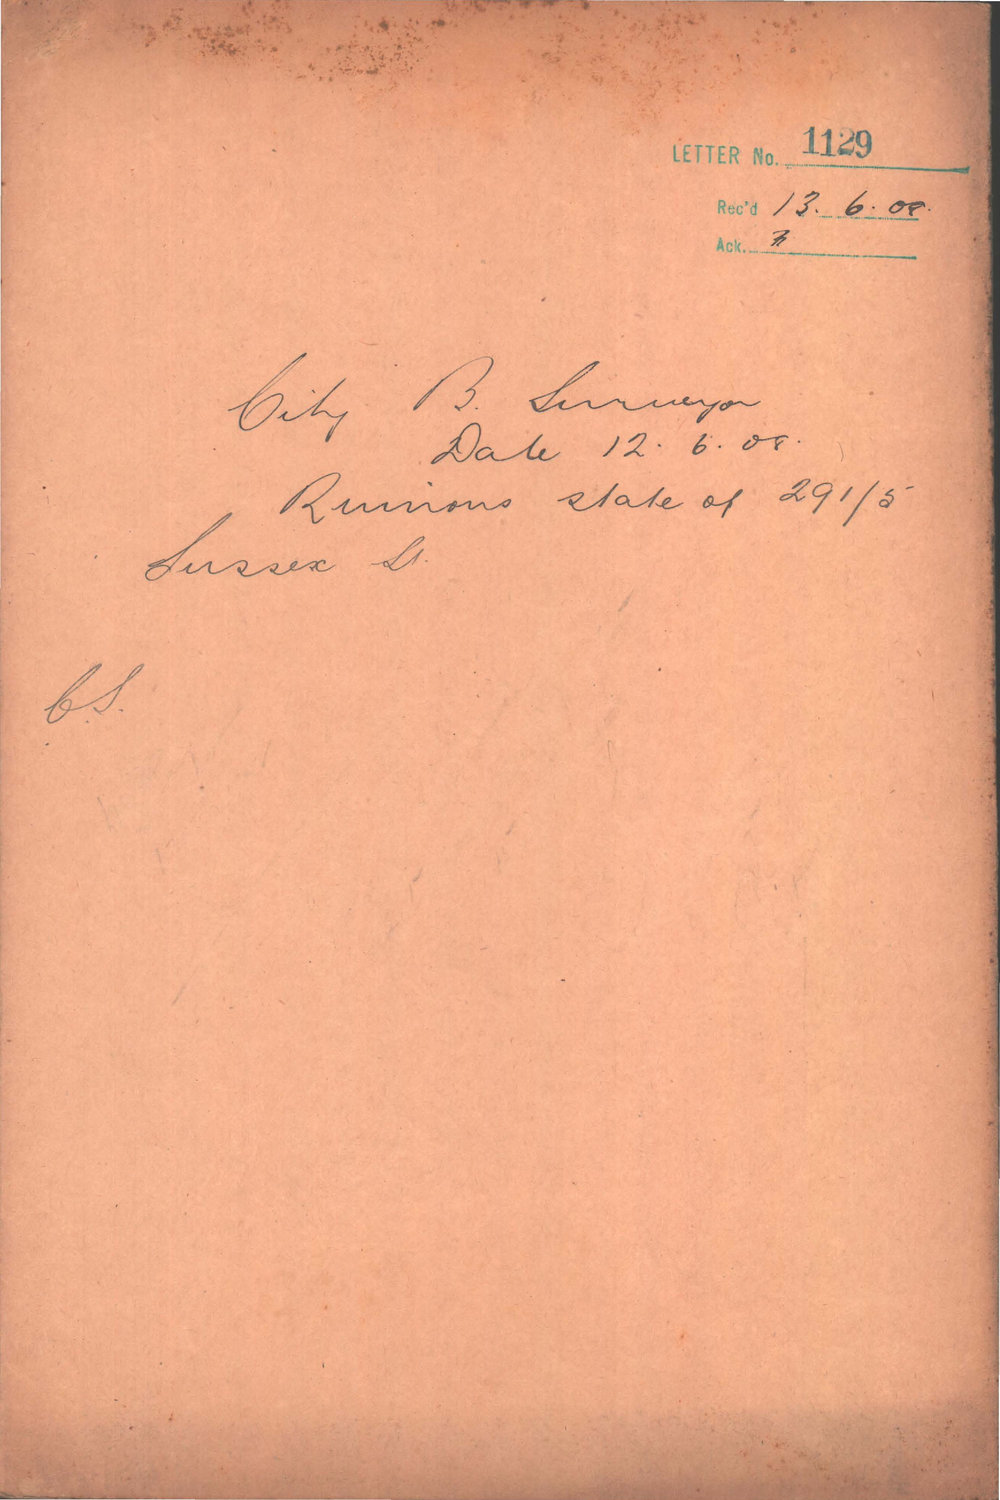 LETTER No. 1129
Rec'd 13. 6. 08.
Ack.
City B. Surveyor
Date 12. 6. 08.
Ruinous state of 291/5
Sussex St.
C.S.